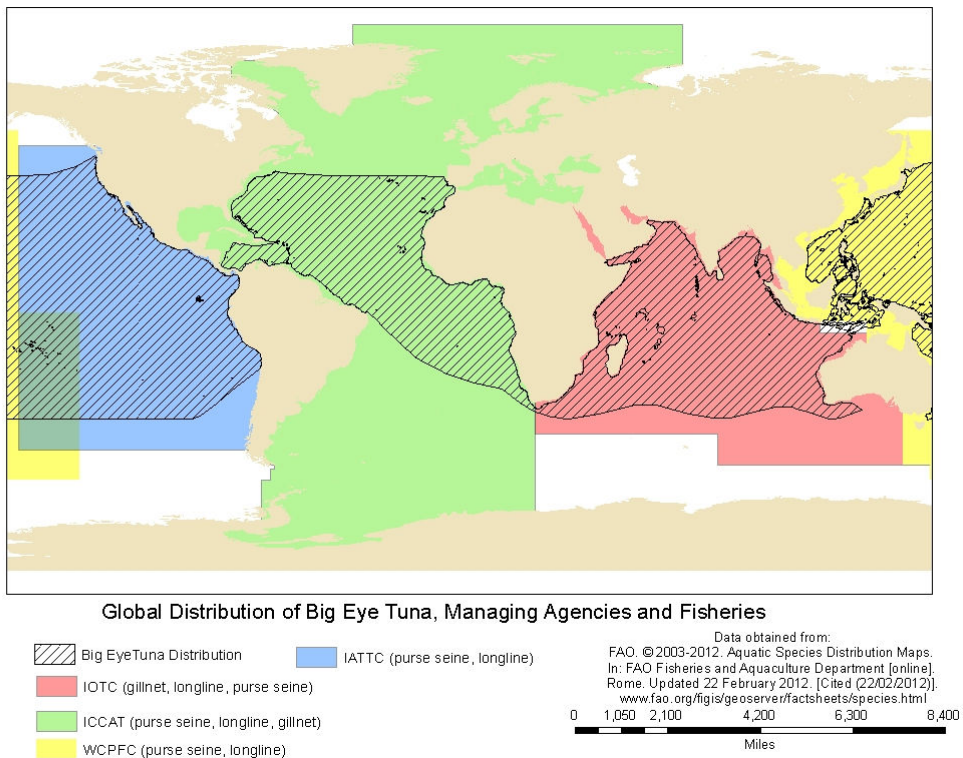 Global Distribution of Big Eye Tuna, Managing Agencies and Fisheries
Big EyeTuna Distribution
IATTC (purse seine, longline)
IOTC (gillnet, longline, purse seine)
ICCAT (purse seine, longline, gillnet)
WCPFC (purse seine, longline)
Data obtained from:
FAO. ©2003-2012. Aquatic Species Distribution Maps.
In: FAO Fisheries and Aquaculture Department [online].
Rome. Updated 22 February 2012. [Cited (22/02/2012)].
www.fao.org/figis/geoserver/factsheets/species.html
0 1,050 2,100 4,200 6,300 8,400
Miles